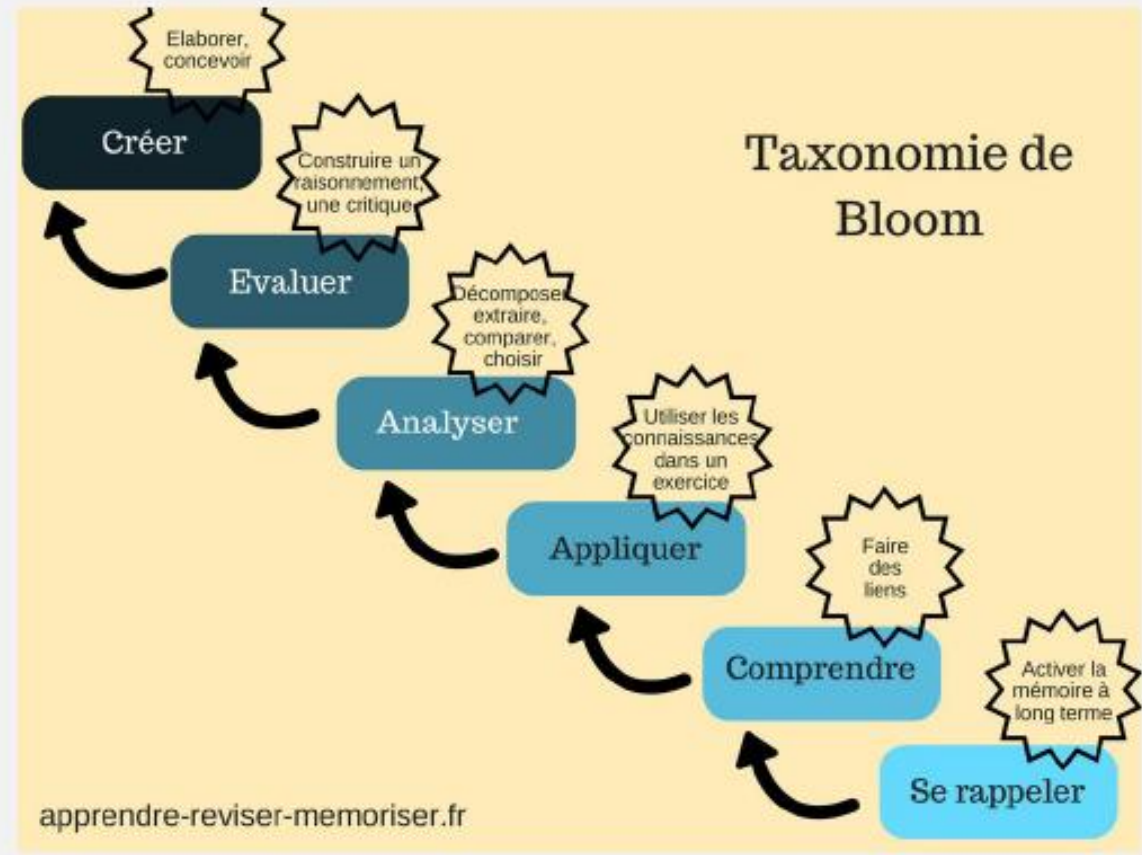 Elaborer,
concevoir
Créer
Taxonomie de
Bloom
Construire un
raisonnement,
une critique
Evaluer
Décomposer
extraire,
comparer,
choisir
Analyser
Utiliser les
connaissances
dans un
exercice
Appliquer
Faire
des
liens
Comprendre
Activer la
mémoire à
long terme
Se rappeler
apprendre-reviser-memoriser.fr